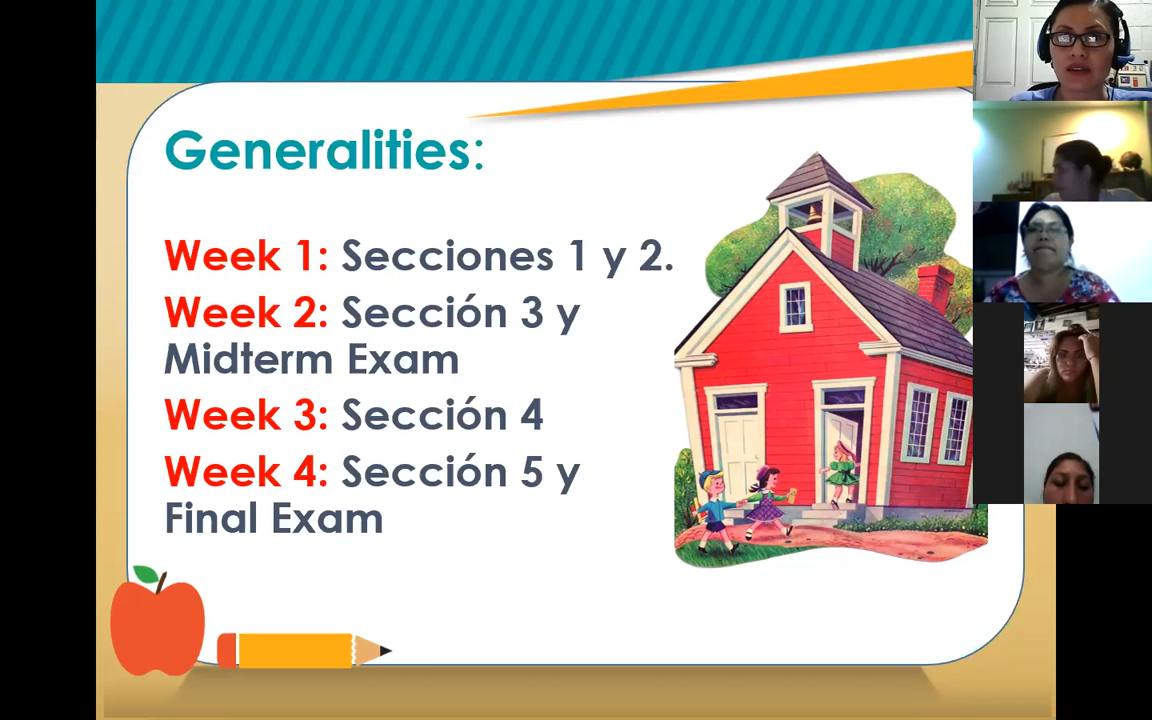 Generalities:
Week 1: Secciones 1 y 2.
Week 2: Sección 3 y
Midterm Exam
Week 3: Sección 4
Week 4: Sección 5 y
Final Exam